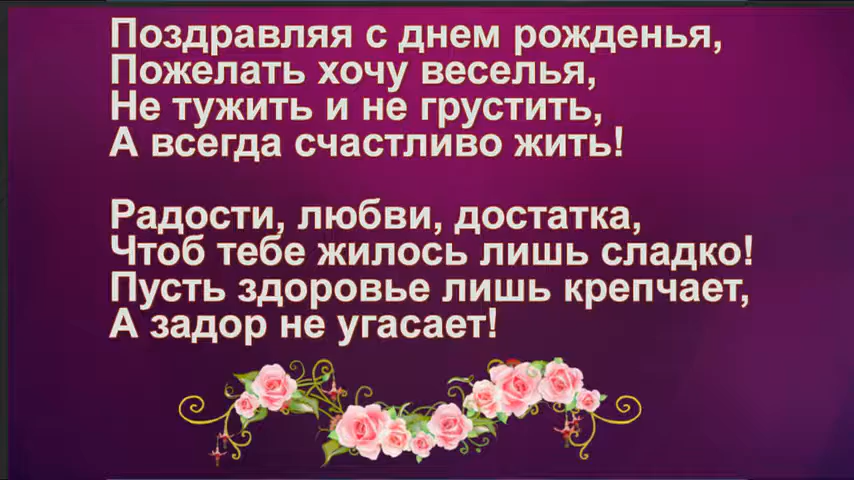 Поздравляя с днем рожденья,
Пожелать хочу веселья,
Не тужить и не грустить,
А всегда счастливо жить!
Радости, любви, достатка,
Чтоб тебе жилось лишь сладко!
Пусть здоровье лишь крепчает,
А задор не угасает!